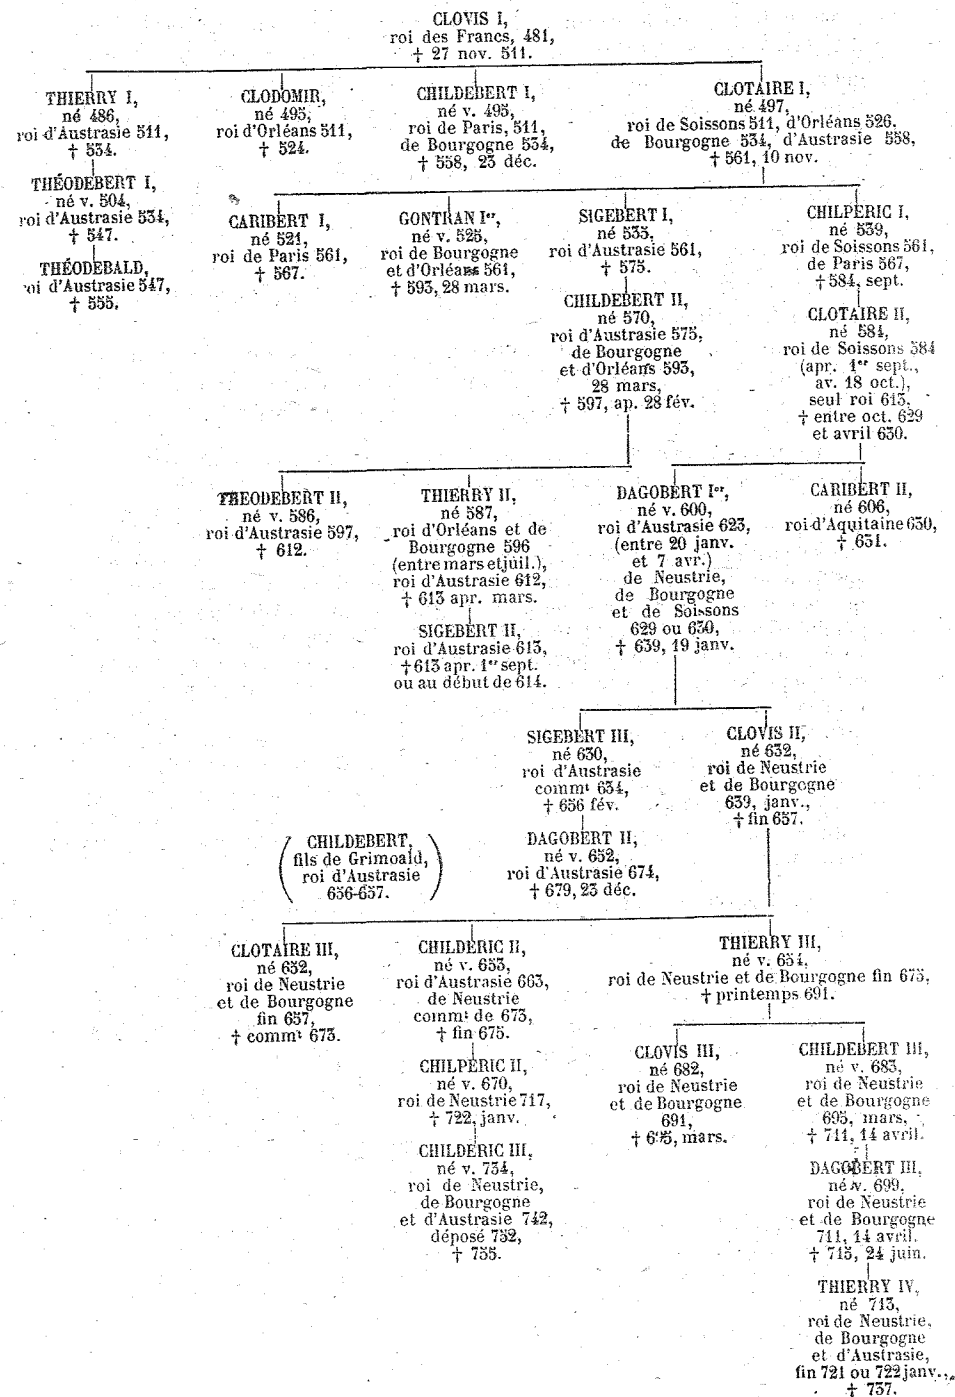 CLOVIS I,
roi des Francs, 481,
† 27 nov. 511.
THIERRY I,
né 486,
roi d'Austrasie 511,
† 534.
THÉODEBERT I,
né v. 504,
roi d'Austrasie 534,
† 547.
THÉODEBALD,
roi d'Austrasie 547,
† 555.
CLODOMIR,
né 495,
roi d'Orléans 511,
† 524.
CHILDEBERT I,
né v. 495,
roi de Paris, 511,
de Bourgogne 534,
† 558, 23 déc.
CLOTAIRE I,
né 497,
roi de Soissons 511, d'Orléans 526.
de Bourgogne 534, d'Austrasie 558,
† 561, 10 nov.
CARIBERT I,
né 521,
roi de Paris 561,
† 567.
GONTRAN Iᵉʳ,
né v. 525,
roi de Bourgogne
et d'Orléans 561,
† 593, 28 mars.
SIGEBERT I,
né 535,
roi d'Austrasie 561,
† 575.
CHILDEBERT II,
né 570,
roi d'Austrasie 575,
de Bourgogne
et d'Orléans 593,
28 mars,
† 597, ap. 28 fév.
CHILPERIC I,
né 539,
roi de Soissons 561,
de Paris 567,
† 584, sept.
CLOTAIRE II,
né 584,
roi de Soissons 584
(apr. 1ᵉʳ sept.,
av. 18 oct.),
seul roi 613,
† entre oct. 629
et avril 630.
THEODEBERT II,
né v. 586,
roi d'Austrasie 597,
† 612.
THIERRY II,
né 587,
roi d'Orléans et de
Bourgogne 596
(entre mars et juil.),
roi d'Austrasie 612,
† 613 apr. mars.
SIGEBERT II,
roi d'Austrasie 613,
† 613 apr. 1ᵉʳ sept.
ou au début de 614.
DAGOBERT Iᵉʳ,
né v. 600,
roi d'Austrasie 623,
(entre 20 janv.
et 7 avr.)
de Neustrie,
de Bourgogne
et de Soissons
629 ou 630,
† 639, 19 janv.
CARIBERT II,
né 606,
roi d'Aquitaine 630,
† 631.
SIGEBERT III,
né 630,
roi d'Austrasie
commᵗ 634,
† 656 fév.
DAGOBERT II,
né v. 652,
roi d'Austrasie 674,
† 679, 23 déc.
CLOVIS II,
né 632,
roi de Neustrie
et de Bourgogne
639, janv.,
† fin 657.
(CHILDEBERT,
fils de Grimoald,
roi d'Austrasie
656-657.)
CLOTAIRE III,
né 652,
roi de Neustrie
et de Bourgogne
fin 657,
† commᵗ 673.
CHILDERIC II,
né v. 653,
roi d'Austrasie 663,
de Neustrie
commᵗ de 673,
† fin 675.
CHILPERIC II,
né v. 670,
roi de Neustrie 717,
† 722, janv.
CHILDERIC III,
né v. 734,
roi de Neustrie,
de Bourgogne
et d'Austrasie 742,
déposé 752,
† 755.
THIERRY III,
né v. 654,
roi de Neustrie et de Bourgogne fin 675,
† printemps 691.
CLOVIS III,
né 682,
roi de Neustrie
et de Bourgogne
691,
† 695, mars.
CHILDEBERT III,
né v. 683,
roi de Neustrie
et de Bourgogne
695, mars,
† 711, 14 avril.
DAGOBERT III,
né v. 699,
roi de Neustrie
et de Bourgogne
711, 14 avril.
† 715, 24 juin.
THIERRY IV,
né 713,
roi de Neustrie,
de Bourgogne
et d'Austrasie,
fin 721 ou 722 janv.,
† 737.